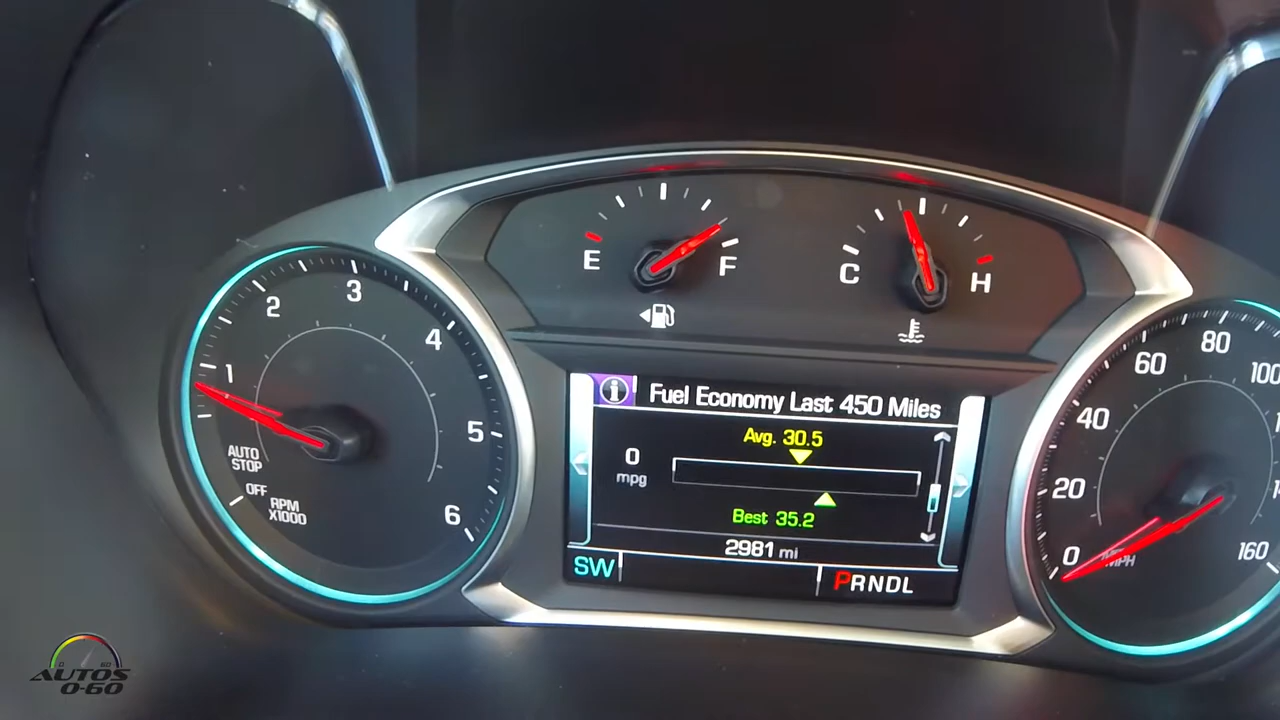 E
F
C
H
1
2
3
4
5
6
AUTO
STOP
OFF
RPM
X1000
Fuel Economy Last 450 Miles
Avg. 30.5
0
mpg
Best 35.2
2981 mi
SW
PRNDL
0
20
40
60
80
100
160
MPH
0 60
AUTOS
0-60